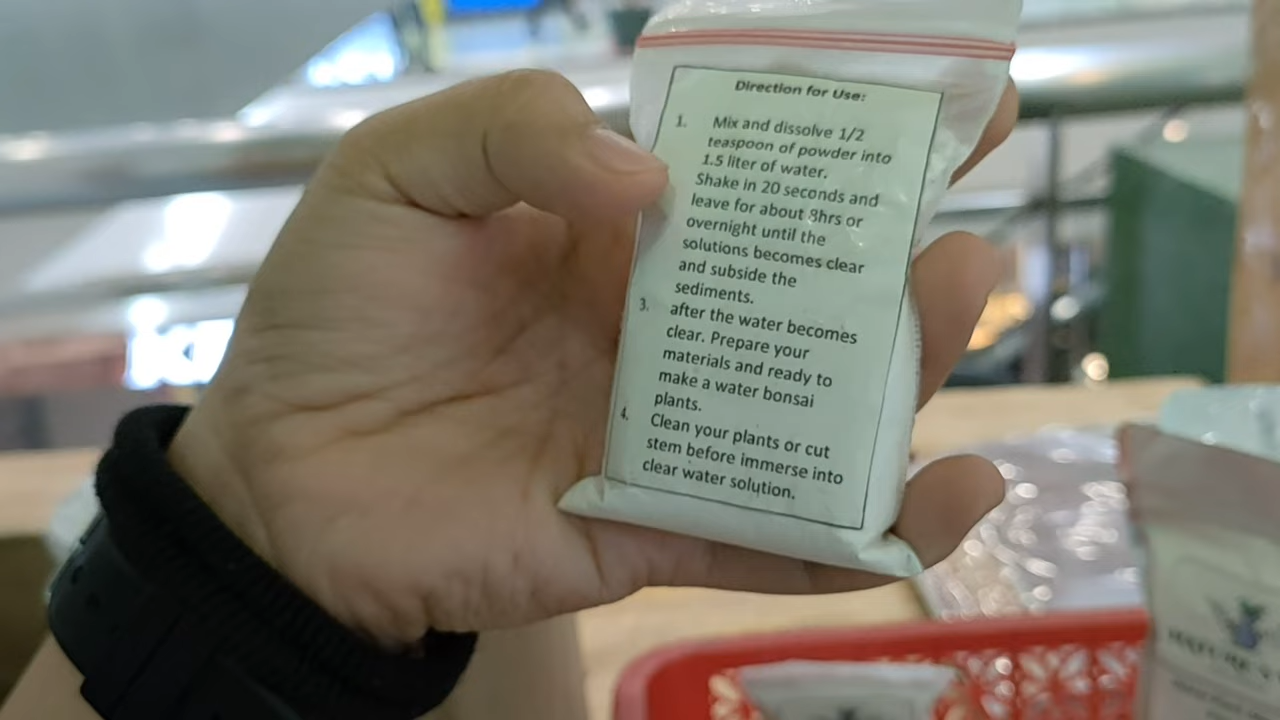 Direction for Use:
1. Mix and dissolve 1/2
teaspoon of powder into
1.5 liter of water.
Shake in 20 seconds and
leave for about 8hrs or
overnight until the
solutions becomes clear
and subside the
sediments.
3. after the water becomes
clear. Prepare your
materials and ready to
make a water bonsai
plants.
4. Clean your plants or cut
stem before immerse into
clear water solution.